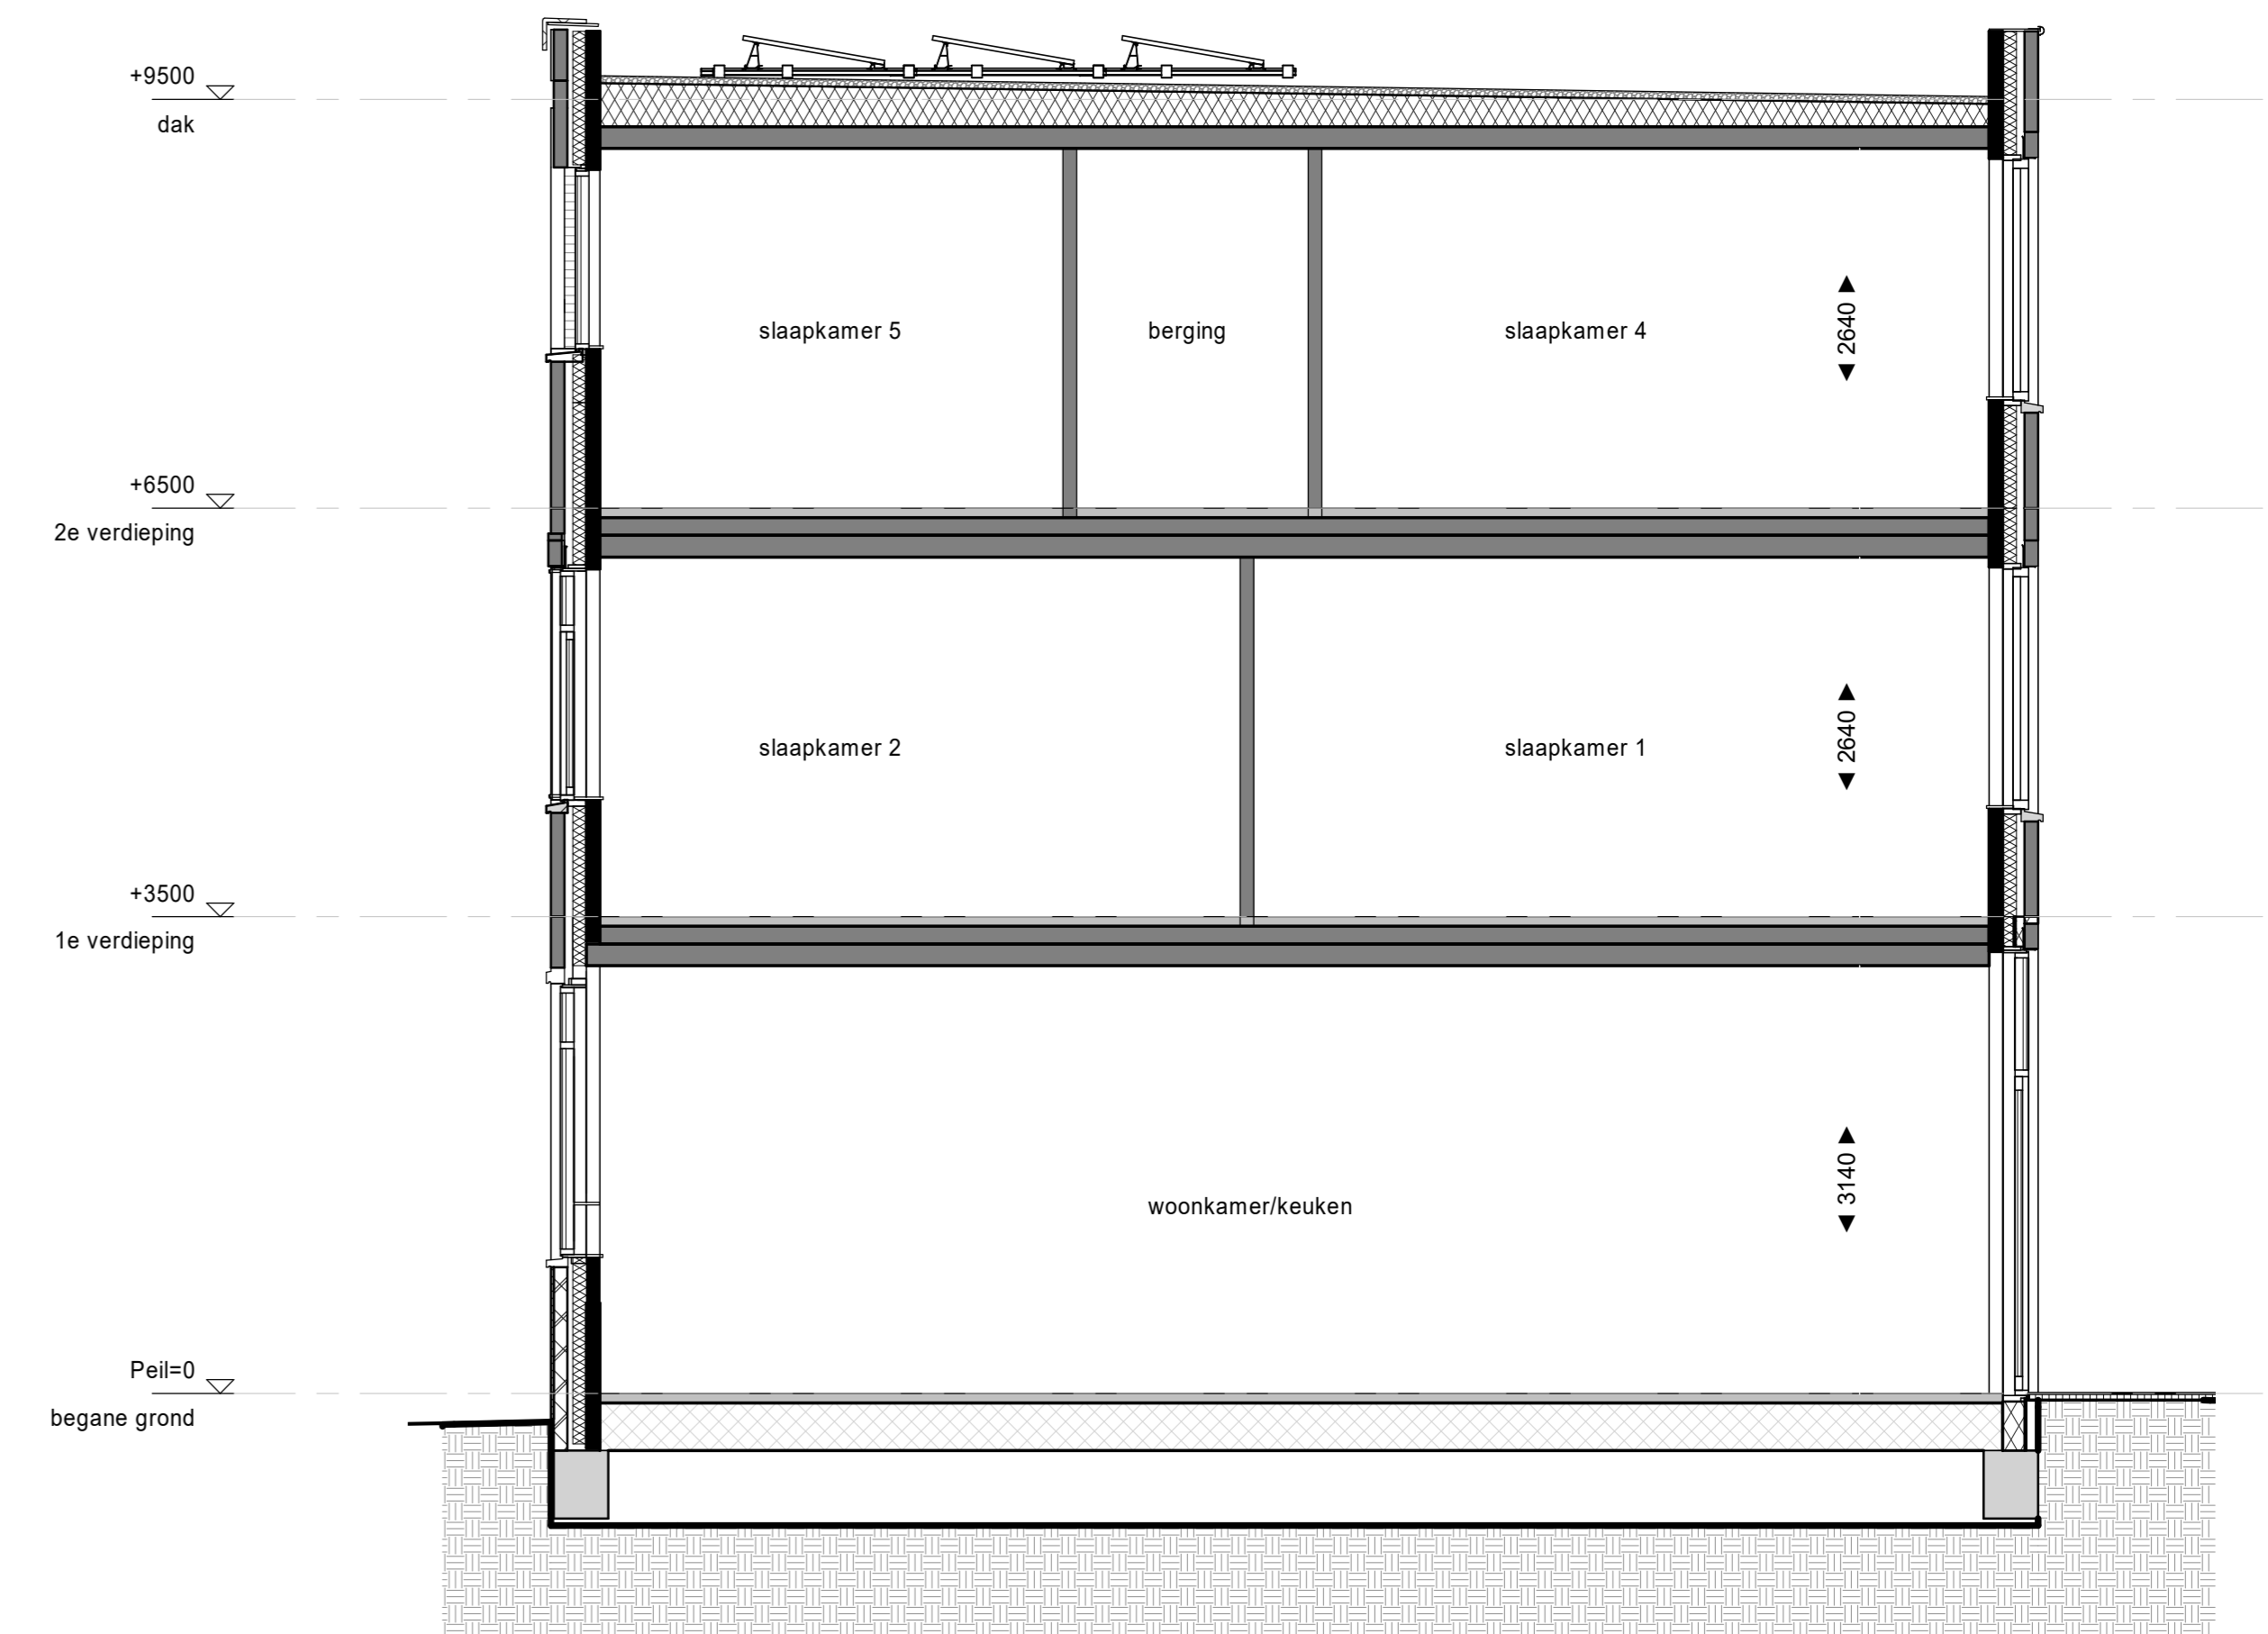 +9500
dak
slaapkamer 5
berging
slaapkamer 4
2640
+6500
2e verdieping
slaapkamer 2
slaapkamer 1
2640
+3500
1e verdieping
woonkamer/keuken
3140
Peil=0
begane grond